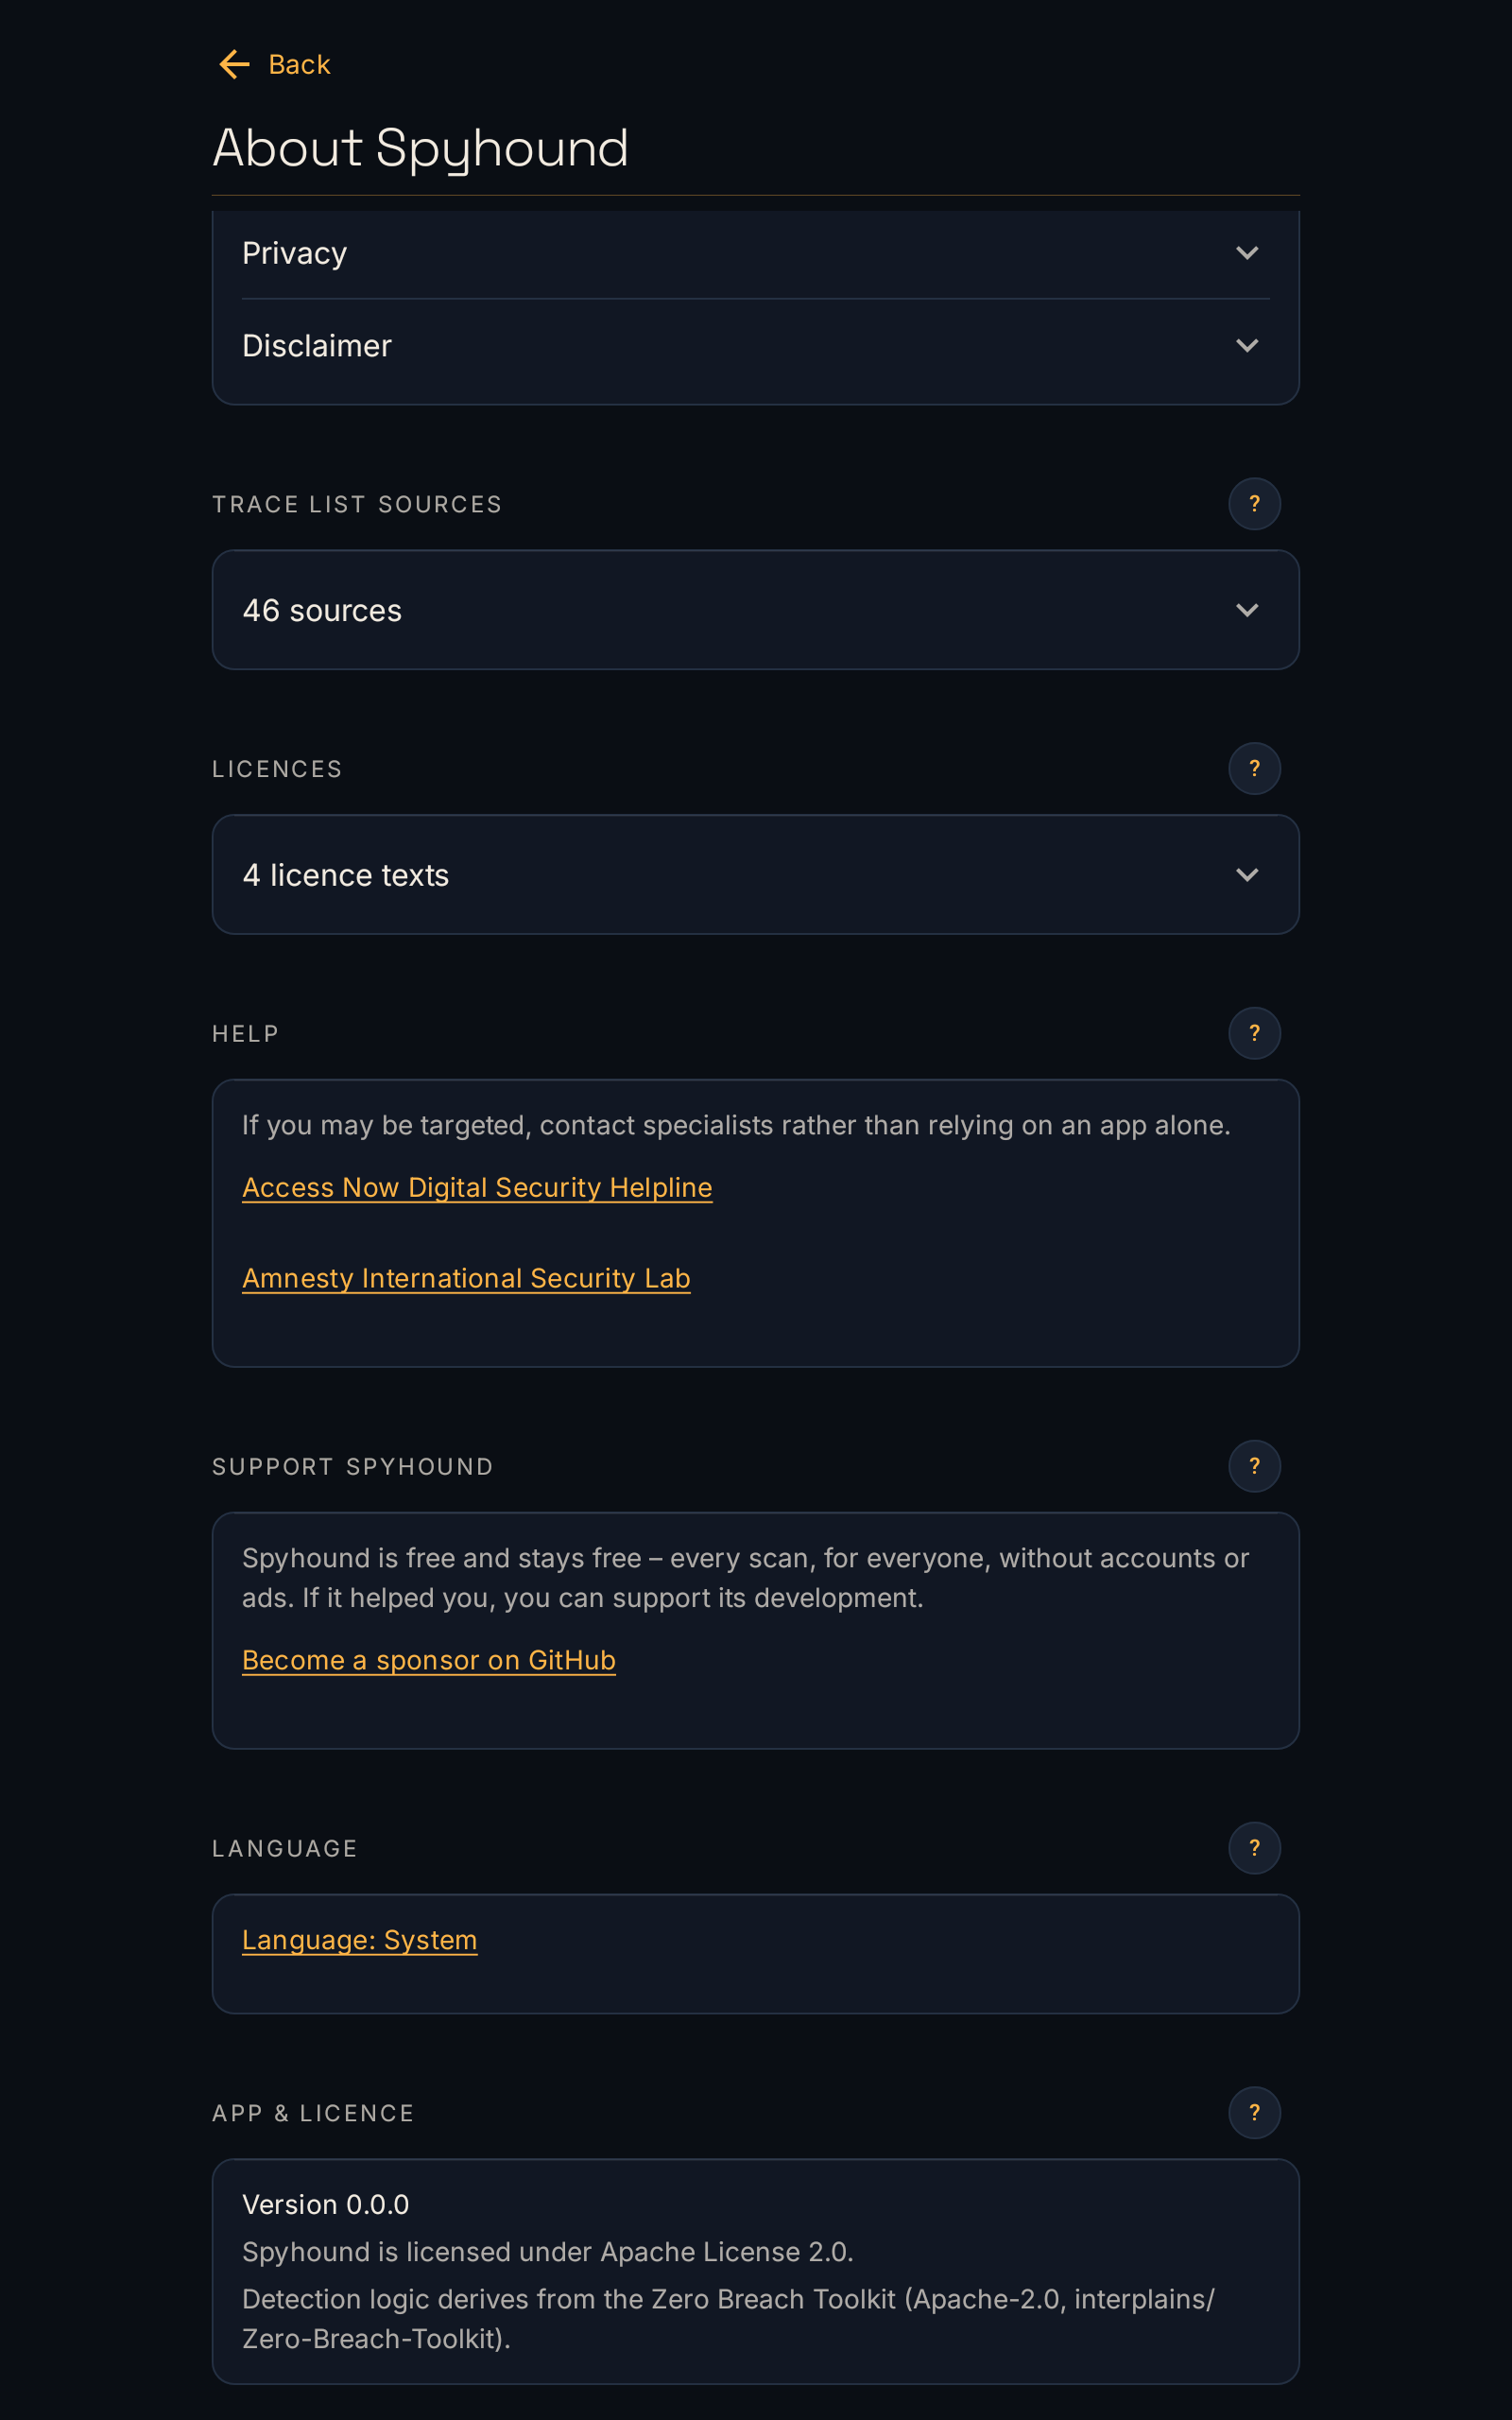 Back
About Spyhound
Privacy
Disclaimer
TRACE LIST SOURCES
?
46 sources
LICENCES
?
4 licence texts
HELP
?
If you may be targeted, contact specialists rather than relying on an app alone.
Access Now Digital Security Helpline
Amnesty International Security Lab
SUPPORT SPYHOUND
?
Spyhound is free and stays free – every scan, for everyone, without accounts or
ads. If it helped you, you can support its development.
Become a sponsor on GitHub
LANGUAGE
?
Language: System
APP & LICENCE
?
Version 0.0.0
Spyhound is licensed under Apache License 2.0.
Detection logic derives from the Zero Breach Toolkit (Apache-2.0, interplains/
Zero-Breach-Toolkit).